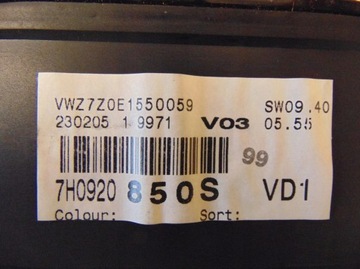 VWZ7Z0E1550059 SW09.40
230205 1 9971 V03 05.55
99
7H0920 850S VD1
Colour: Sort: